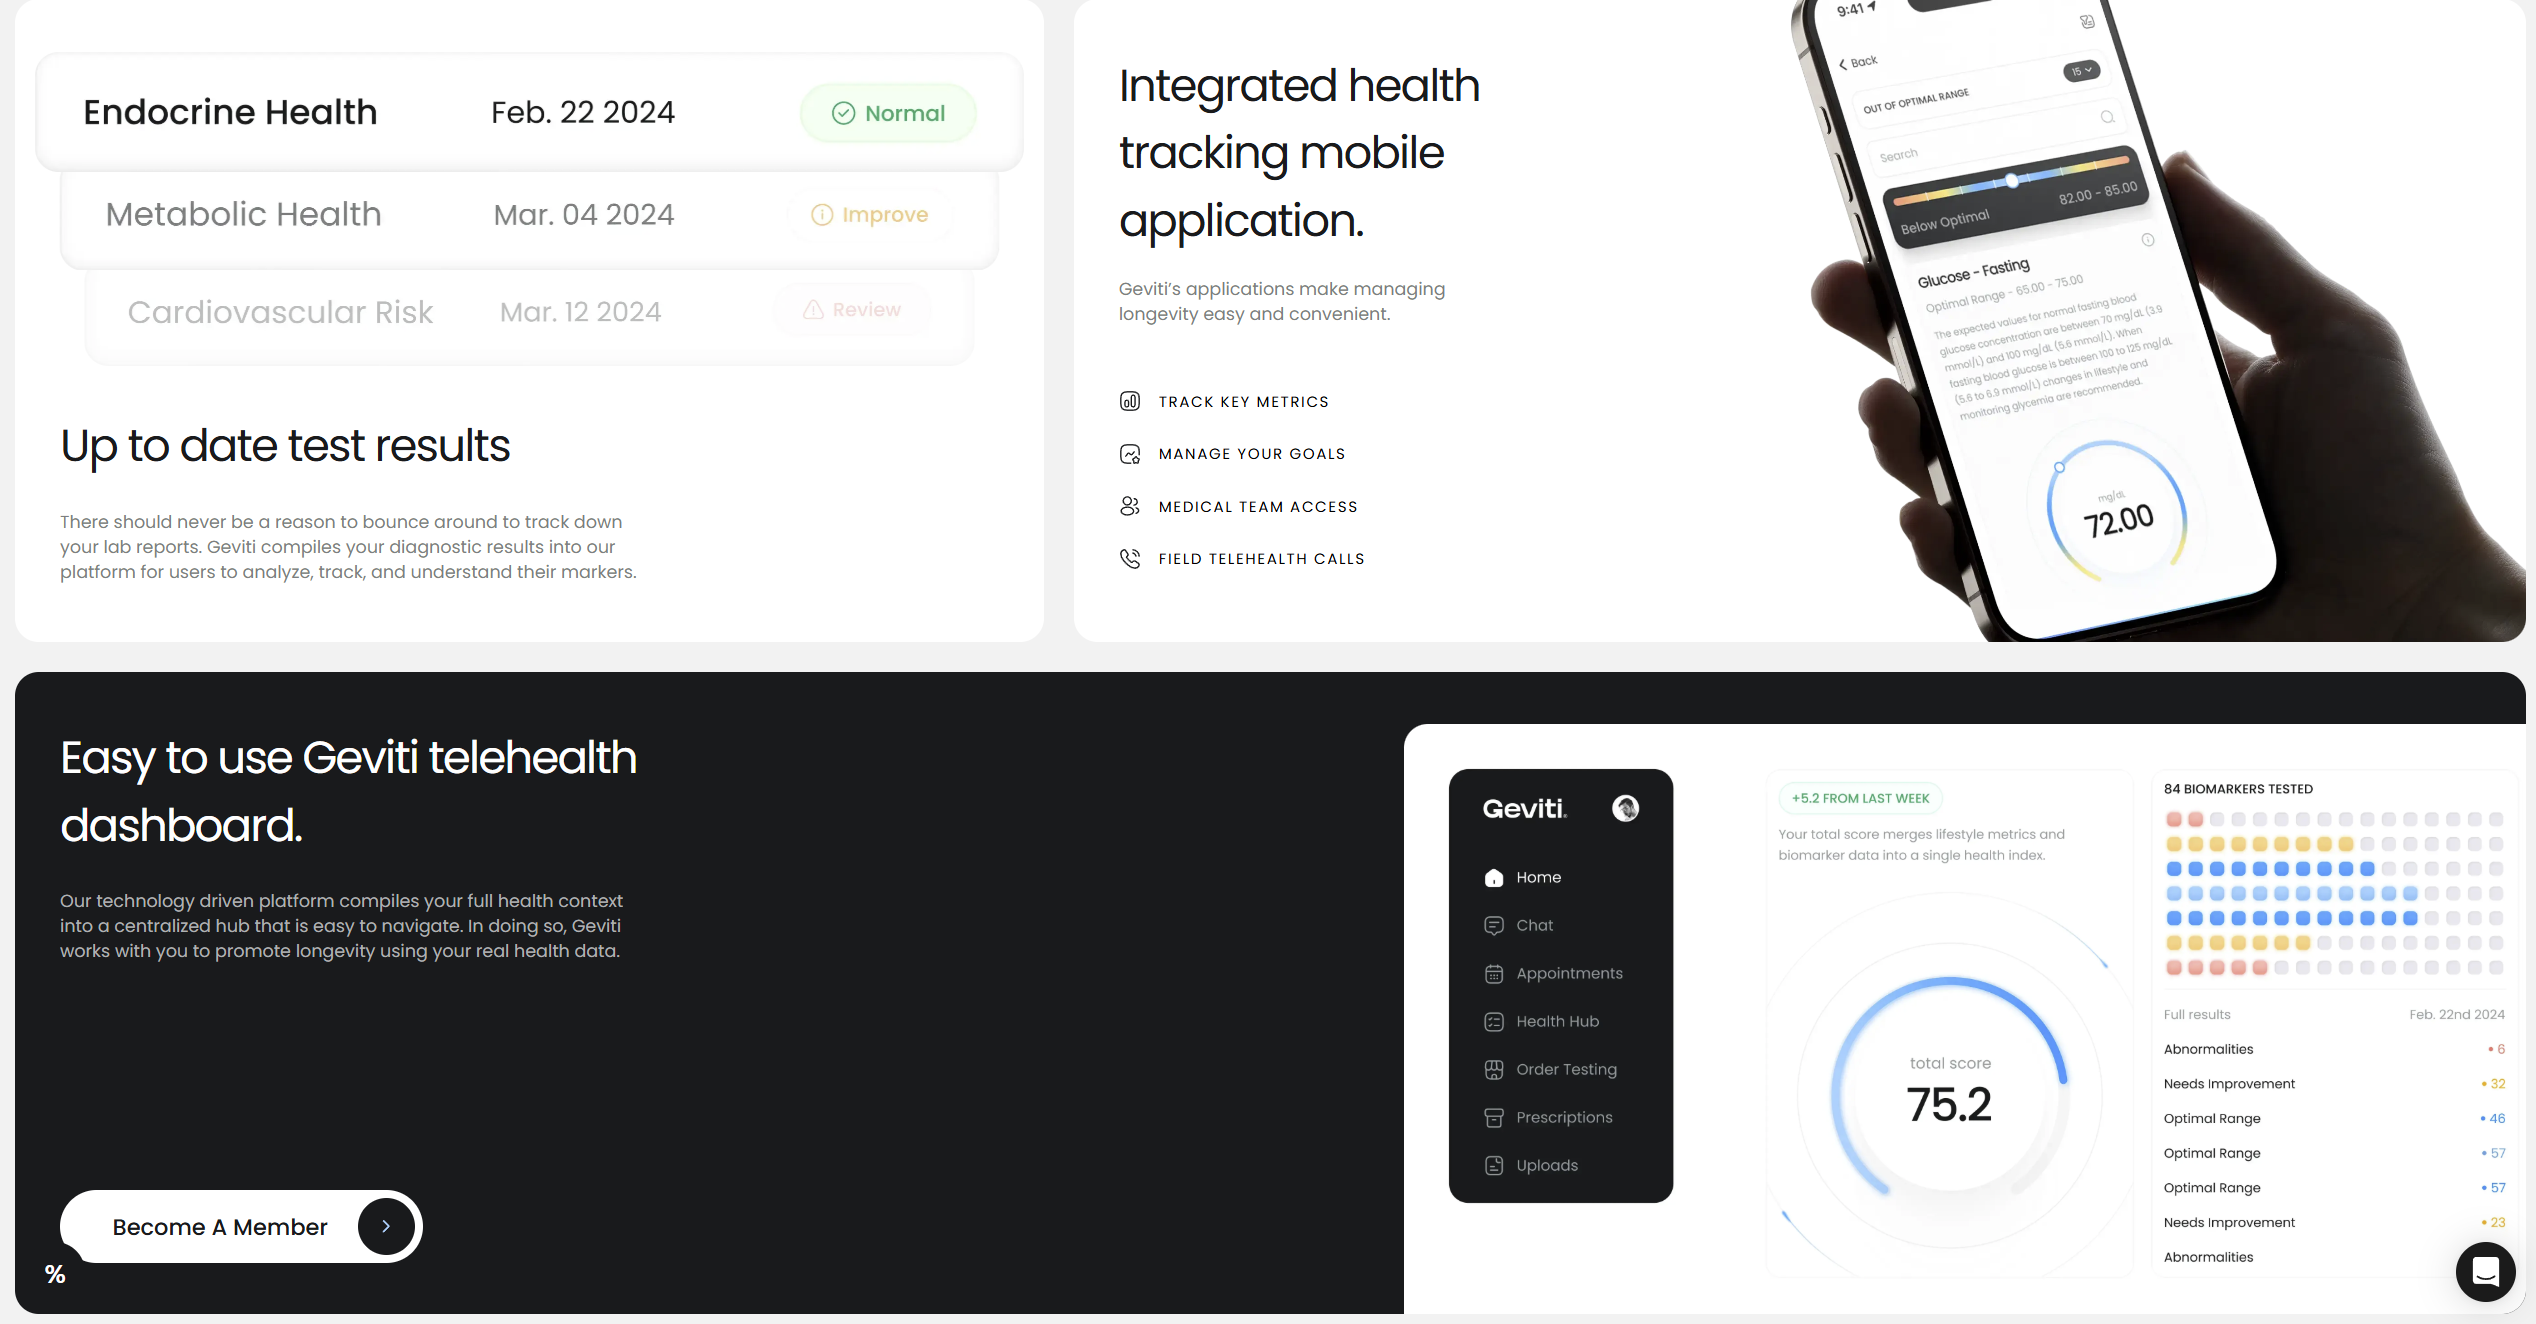 Endocrine Health Feb. 22 2024 Normal
Metabolic Health Mar. 04 2024 Improve
Cardiovascular Risk Mar. 12 2024 Review
Up to date test results
There should never be a reason to bounce around to track down
your lab reports. Geviti compiles your diagnostic results into our
platform for users to analyze, track, and understand their markers.
Integrated health
tracking mobile
application.
Geviti's applications make managing
longevity easy and convenient.
TRACK KEY METRICS
MANAGE YOUR GOALS
MEDICAL TEAM ACCESS
FIELD TELEHEALTH CALLS
9:41
Back
OUT OF OPTIMAL RANGE 15
Search
Below Optimal 82.00 - 85.00
Glucose - Fasting
Optimal Range - 65.00 - 75.00
The expected values for normal fasting blood
glucose concentration are between 70 mg/dL (3.9
mmol/L) and 100 mg/dL (5.6 mmol/L). When
fasting blood glucose is between 100 to 125 mg/dL
(5.6 to 6.9 mmol/L) changes in lifestyle and
monitoring glycemia are recommended.
mg/dL
72.00
Easy to use Geviti telehealth
dashboard.
Our technology driven platform compiles your full health context
into a centralized hub that is easy to navigate. In doing so, Geviti
works with you to promote longevity using your real health data.
Become A Member
%
Geviti.
Home
Chat
Appointments
Health Hub
Order Testing
Prescriptions
Uploads
+5.2 FROM LAST WEEK
Your total score merges lifestyle metrics and
biomarker data into a single health index.
total score
75.2
84 BIOMARKERS TESTED
Full results Feb. 22nd 2024
Abnormalities • 6
Needs Improvement • 32
Optimal Range • 46
Optimal Range • 57
Optimal Range • 57
Needs Improvement • 23
Abnormalities